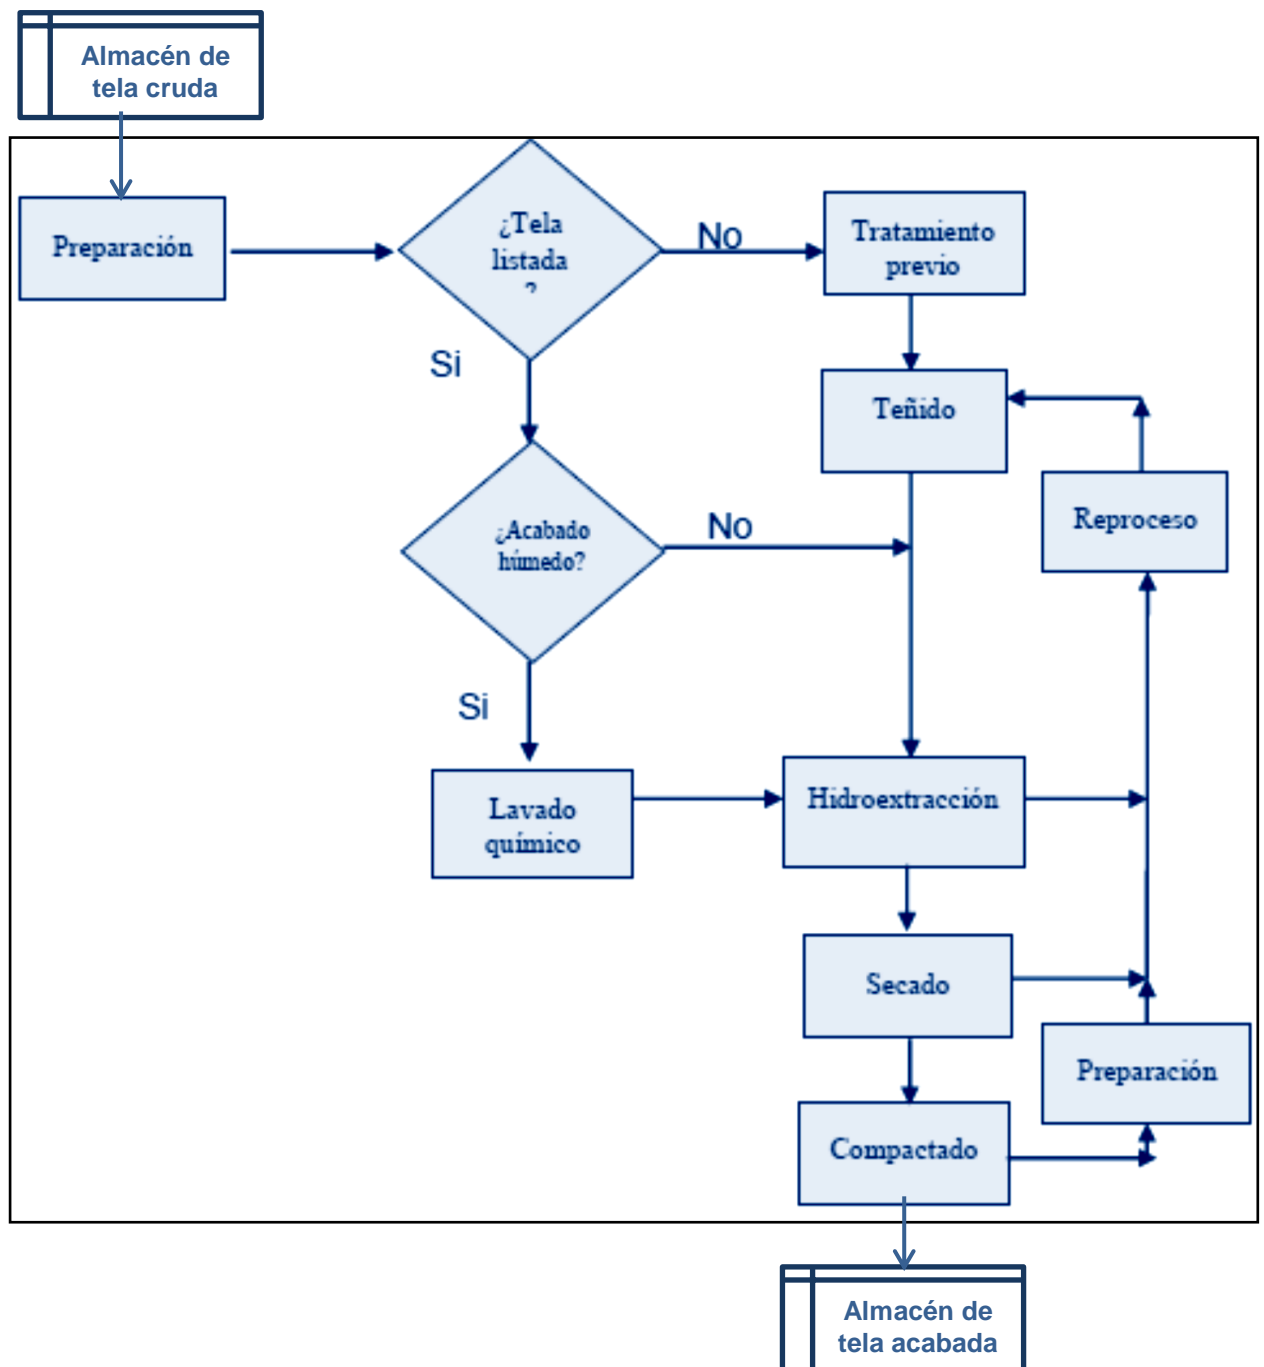 Almacén de
tela cruda
Preparación
¿Tela
listada
?
No
Tratamiento
previo
Si
Teñido
Reproceso
¿Acabado
húmedo?
No
Si
Lavado
químico
Hidroextracción
Secado
Preparación
Compactado
Almacén de
tela acabada